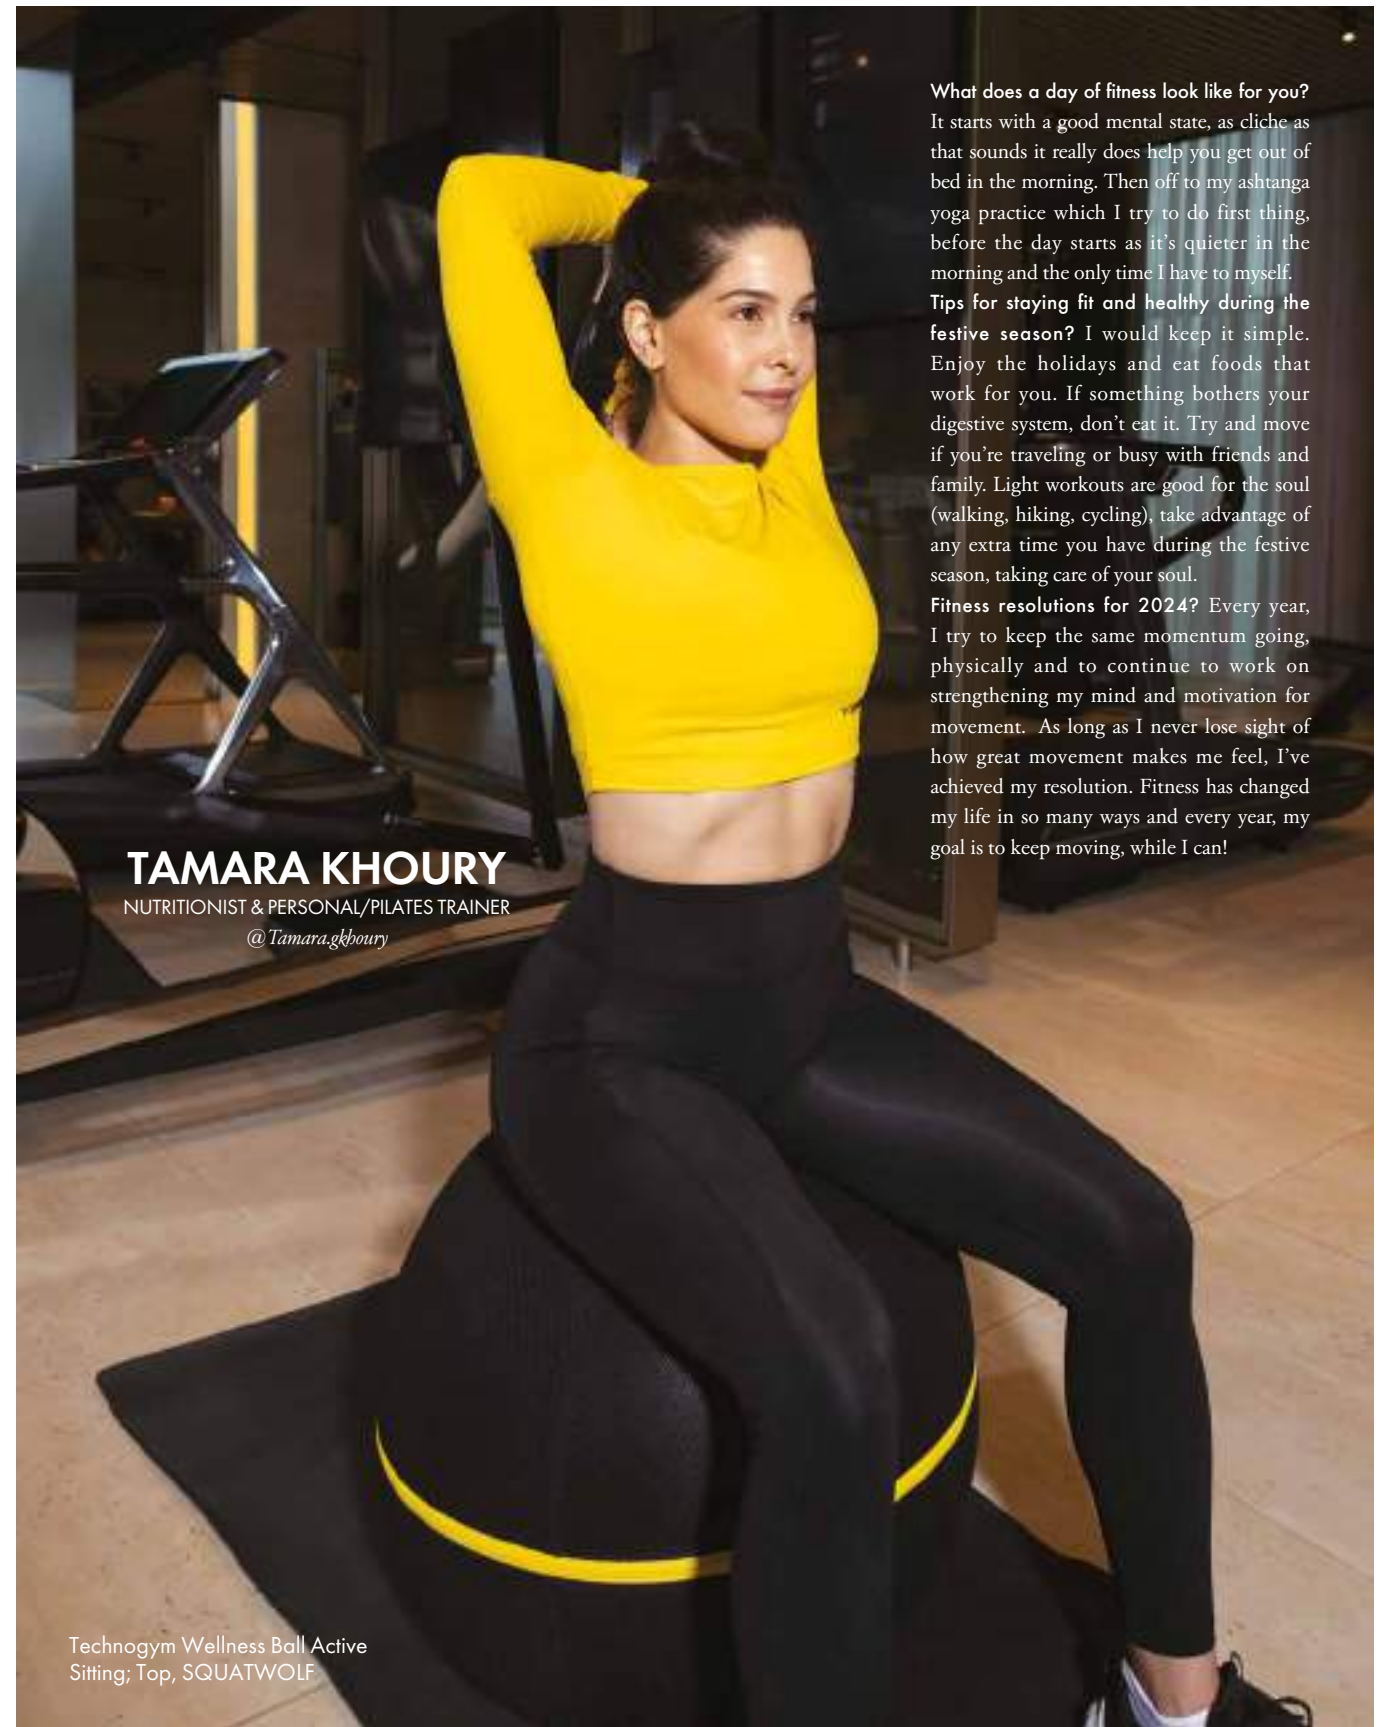 What does a day of fitness look like for you?
It starts with a good mental state, as cliche as
that sounds it really does help you get out of
bed in the morning. Then off to my ashtanga
yoga practice which I try to do first thing,
before the day starts as it’s quieter in the
morning and the only time I have to myself.
Tips for staying fit and healthy during the
festive season? I would keep it simple.
Enjoy the holidays and eat foods that
work for you. If something bothers your
digestive system, don’t eat it. Try and move
if you’re traveling or busy with friends and
family. Light workouts are good for the soul
(walking, hiking, cycling), take advantage of
any extra time you have during the festive
season, taking care of your soul.
Fitness resolutions for 2024? Every year,
I try to keep the same momentum going,
physically and to continue to work on
strengthening my mind and motivation for
movement. As long as I never lose sight of
how great movement makes me feel, I’ve
achieved my resolution. Fitness has changed
my life in so many ways and every year, my
goal is to keep moving, while I can!
TAMARA KHOURY
NUTRITIONIST & PERSONAL/PILATES TRAINER
@Tamara.gkhoury
Technogym Wellness Ball Active
Sitting; Top, SQUATWOLF